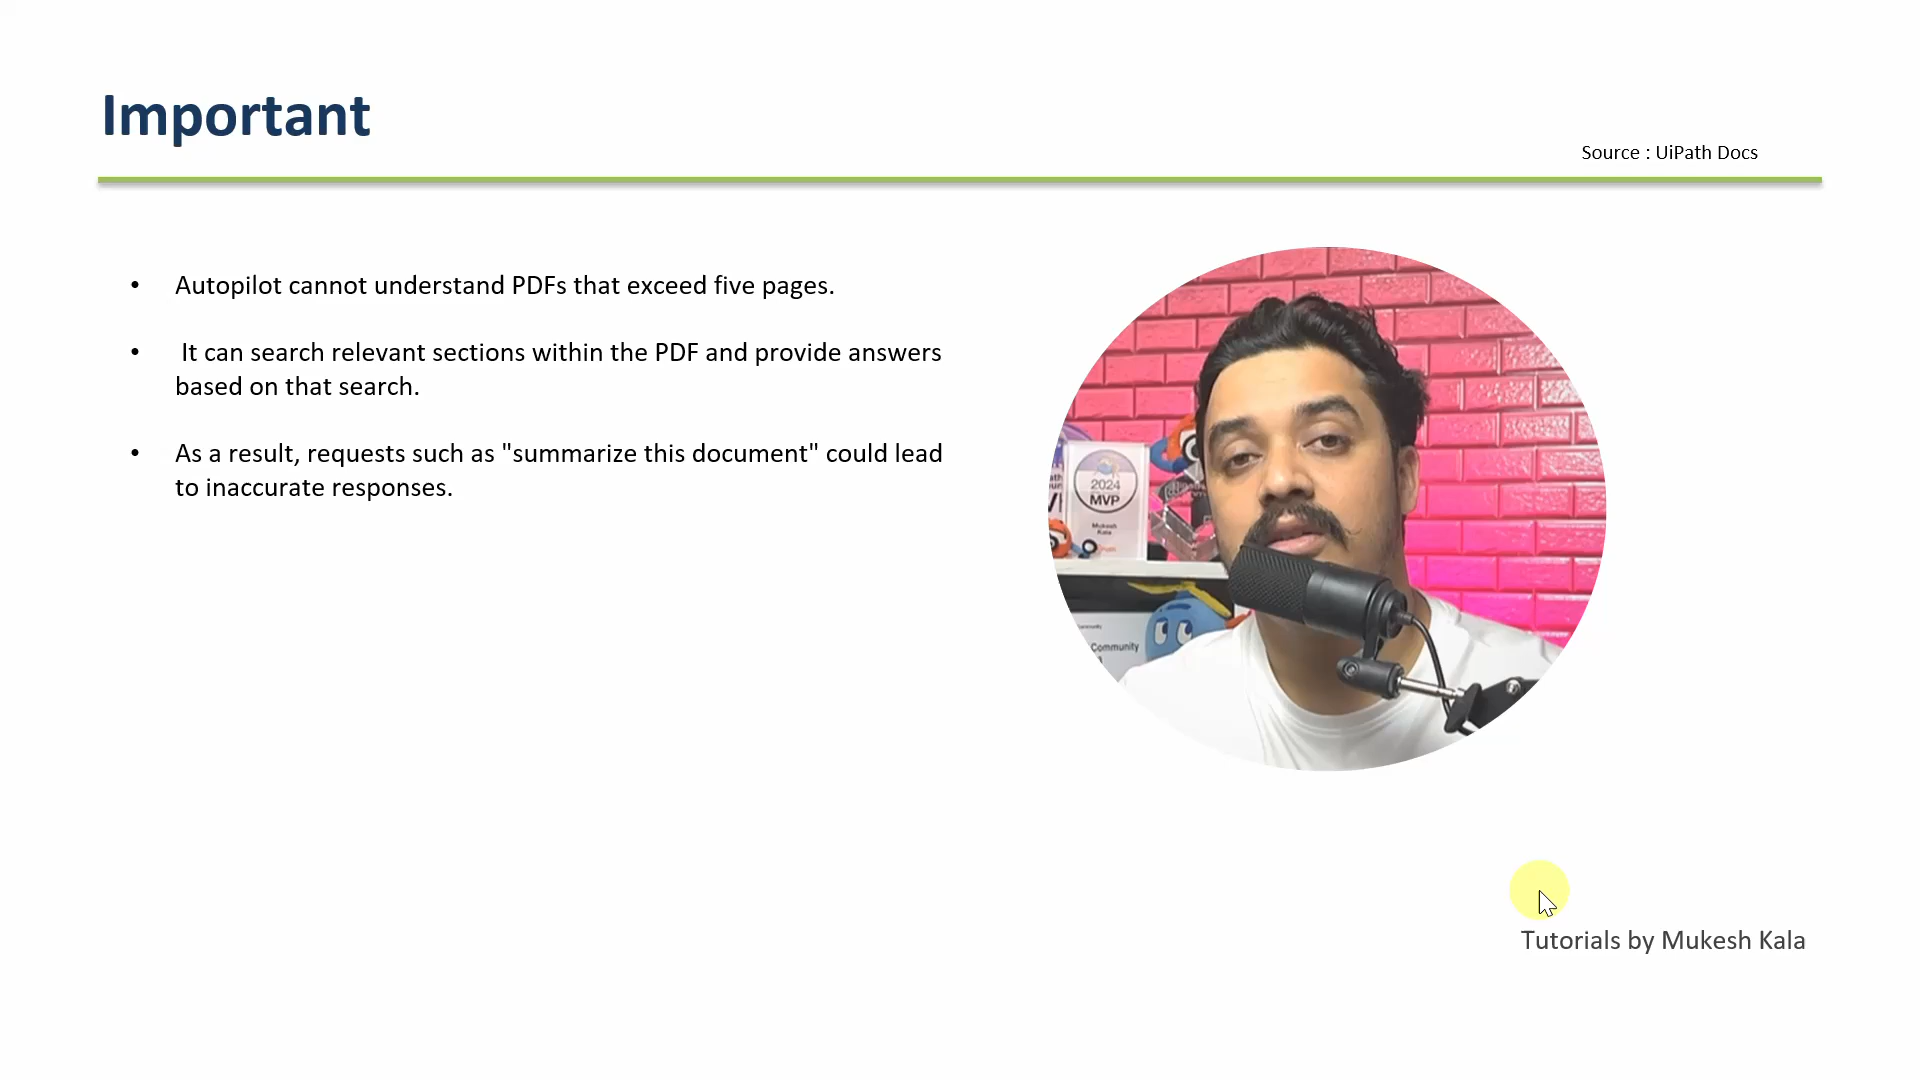 Important
Source : UiPath Docs
• Autopilot cannot understand PDFs that exceed five pages.
• It can search relevant sections within the PDF and provide answers
based on that search.
• As a result, requests such as "summarize this document" could lead
to inaccurate responses.
2024
MVP
Mukesh
Kala
Community
Tutorials by Mukesh Kala